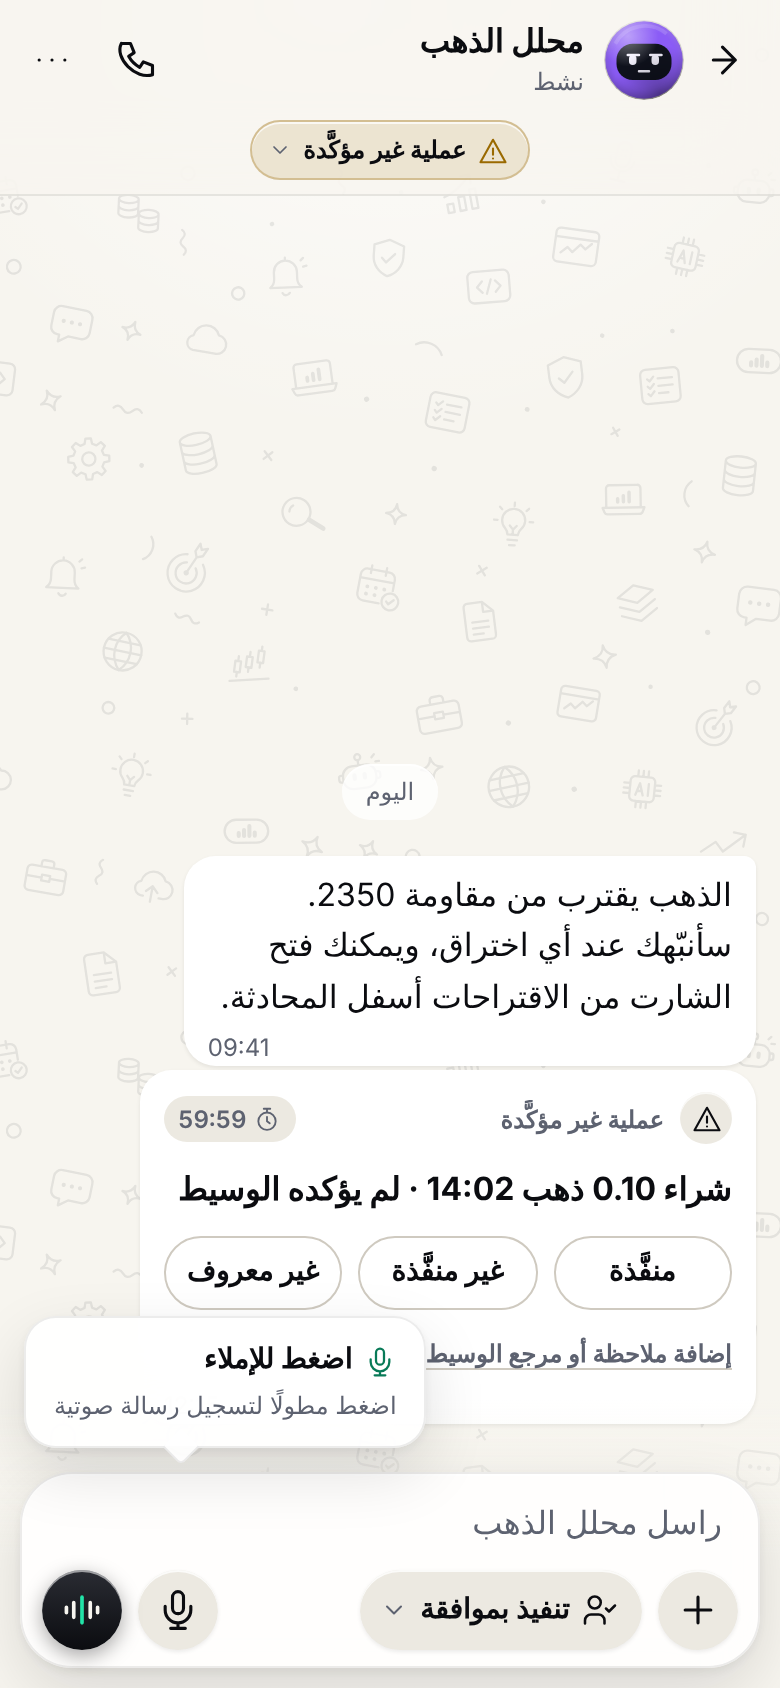 محلل الذهب
نشط
عملية غير مؤكَّدة
اليوم
الذهب يقترب من مقاومة 2350.
سأنبّهك عند أي اختراق، ويمكنك فتح
الشارت من الاقتراحات أسفل المحادثة.
09:41
عملية غير مؤكَّدة
59:59
شراء 0.10 ذهب 14:02 · لم يؤكده الوسيط
منفَّذة
غير منفَّذة
غير معروف
إضافة ملاحظة أو مرجع الوسيط
اضغط للإملاء
اضغط مطولًا لتسجيل رسالة صوتية
راسل محلل الذهب
تنفيذ بموافقة